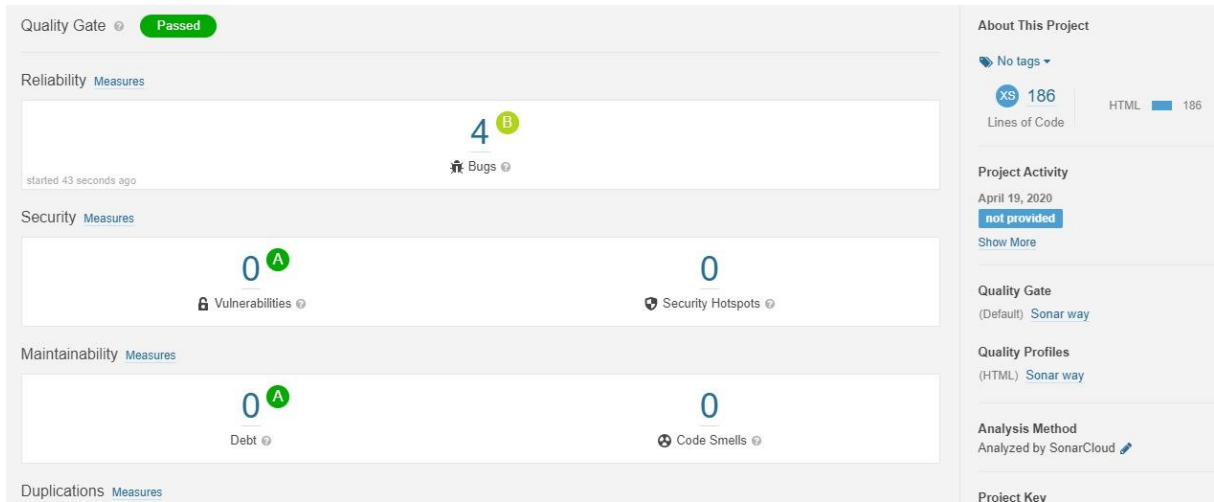 Quality Gate Passed
Reliability Measures
4 B
Bugs
started 43 seconds ago
Security Measures
0 A
Vulnerabilities
0
Security Hotspots
Maintainability Measures
0 A
Debt
0
Code Smells
Duplications Measures
About This Project
No tags
XS 186
Lines of Code
HTML 186
Project Activity
April 19, 2020
not provided
Show More
Quality Gate
(Default) Sonar way
Quality Profiles
(HTML) Sonar way
Analysis Method
Analyzed by SonarCloud
Project Key